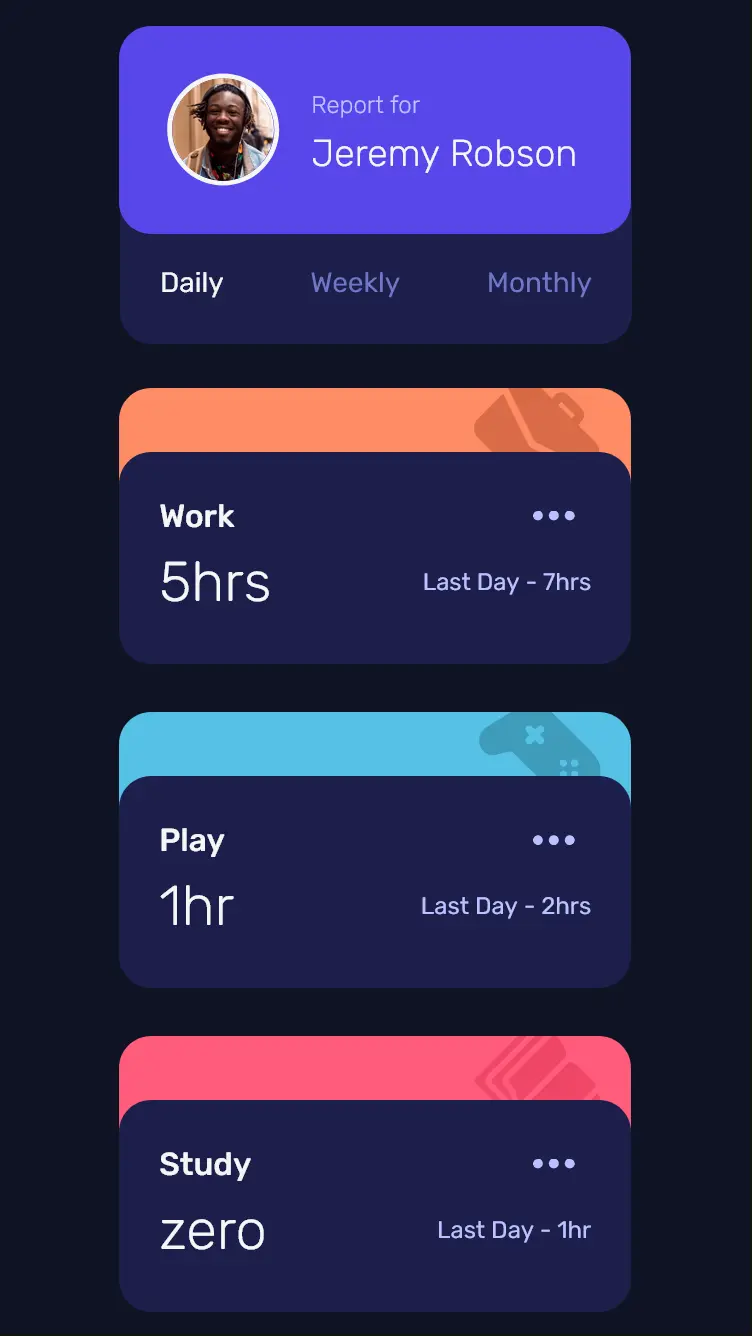 Report for
Jeremy Robson
Daily Weekly Monthly
Work
5hrs Last Day - 7hrs
Play
1hr Last Day - 2hrs
Study
zero Last Day - 1hr